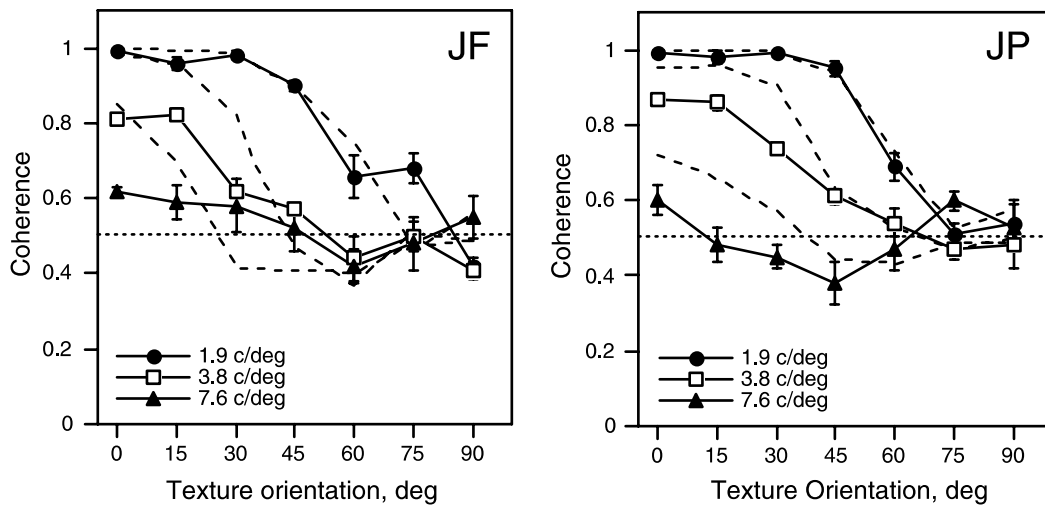 JF
Coherence
1
0.8
0.6
0.4
0.2
0
1.9 c/deg
3.8 c/deg
7.6 c/deg
0 15 30 45 60 75 90
Texture orientation, deg
JP
Coherence
1
0.8
0.6
0.4
0.2
0
1.9 c/deg
3.8 c/deg
7.6 c/deg
0 15 30 45 60 75 90
Texture Orientation, deg